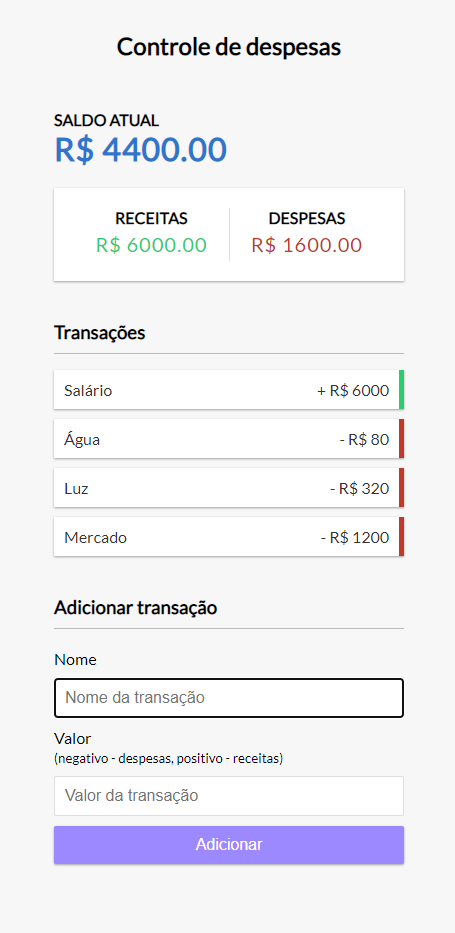 Controle de despesas
SALDO ATUAL
R$ 4400.00
RECEITAS
R$ 6000.00
DESPESAS
R$ 1600.00
Transações
Salário + R$ 6000
Água - R$ 80
Luz - R$ 320
Mercado - R$ 1200
Adicionar transação
Nome
Nome da transação
Valor
(negativo - despesas, positivo - receitas)
Valor da transação
Adicionar